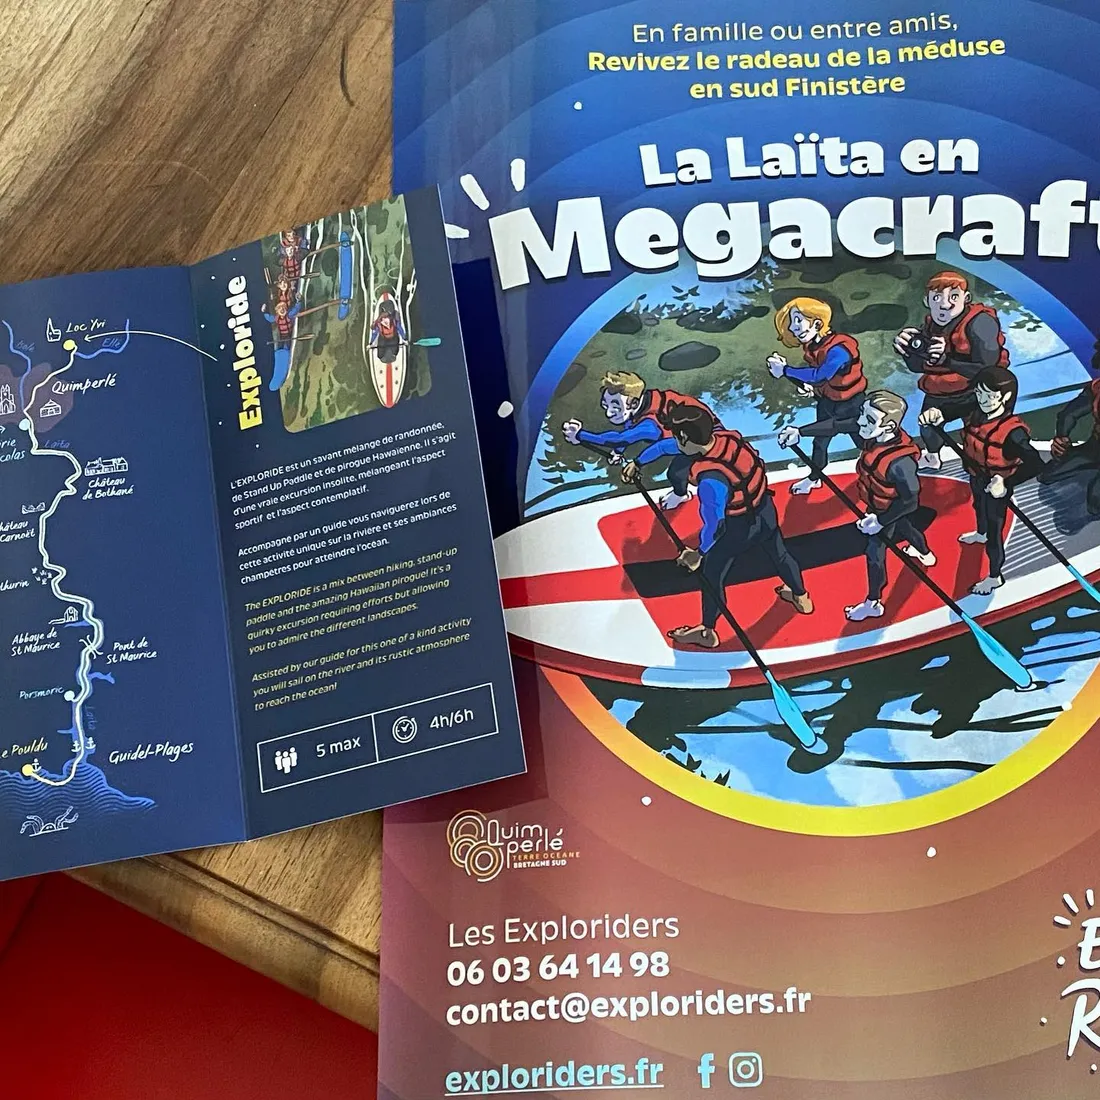 En famille ou entre amis,
Revivez le radeau de la méduse
en sud Finistère
La Laïta en
Megacraft
Loc Yvi
Ellé
Quimperlé
Laïta
Château
de Bothané
Abbaye de
St Maurice
Pont de
St Maurice
Porsmoric
Guidel-Plages
Exploride
L'EXPLORIDE est un savant mélange de randonnée,
de Stand Up Paddle et de pirogue Hawaïenne. Il s'agit
d'une vraie excursion insolite, mélangeant l'aspect
sportif et l'aspect contemplatif.
Accompagné par un guide vous naviguerez lors de
cette activité unique sur la rivière et ses ambiances
champêtres pour atteindre l'océan.
The EXPLORIDE is a mix between hiking, stand-up
paddle and the amazing Hawaiian pirogue! It's a
quirky excursion requiring efforts but allowing
you to admire the different landscapes.
Assisted by our guide for this one of a kind activity
you will sail on the river and its rustic atmosphere
to reach the ocean!
5 max
4h/6h
Quimperlé
TERRE OCÉANE
BRETAGNE SUD
Les Exploriders
06 03 64 14 98
contact@exploriders.fr
exploriders.fr